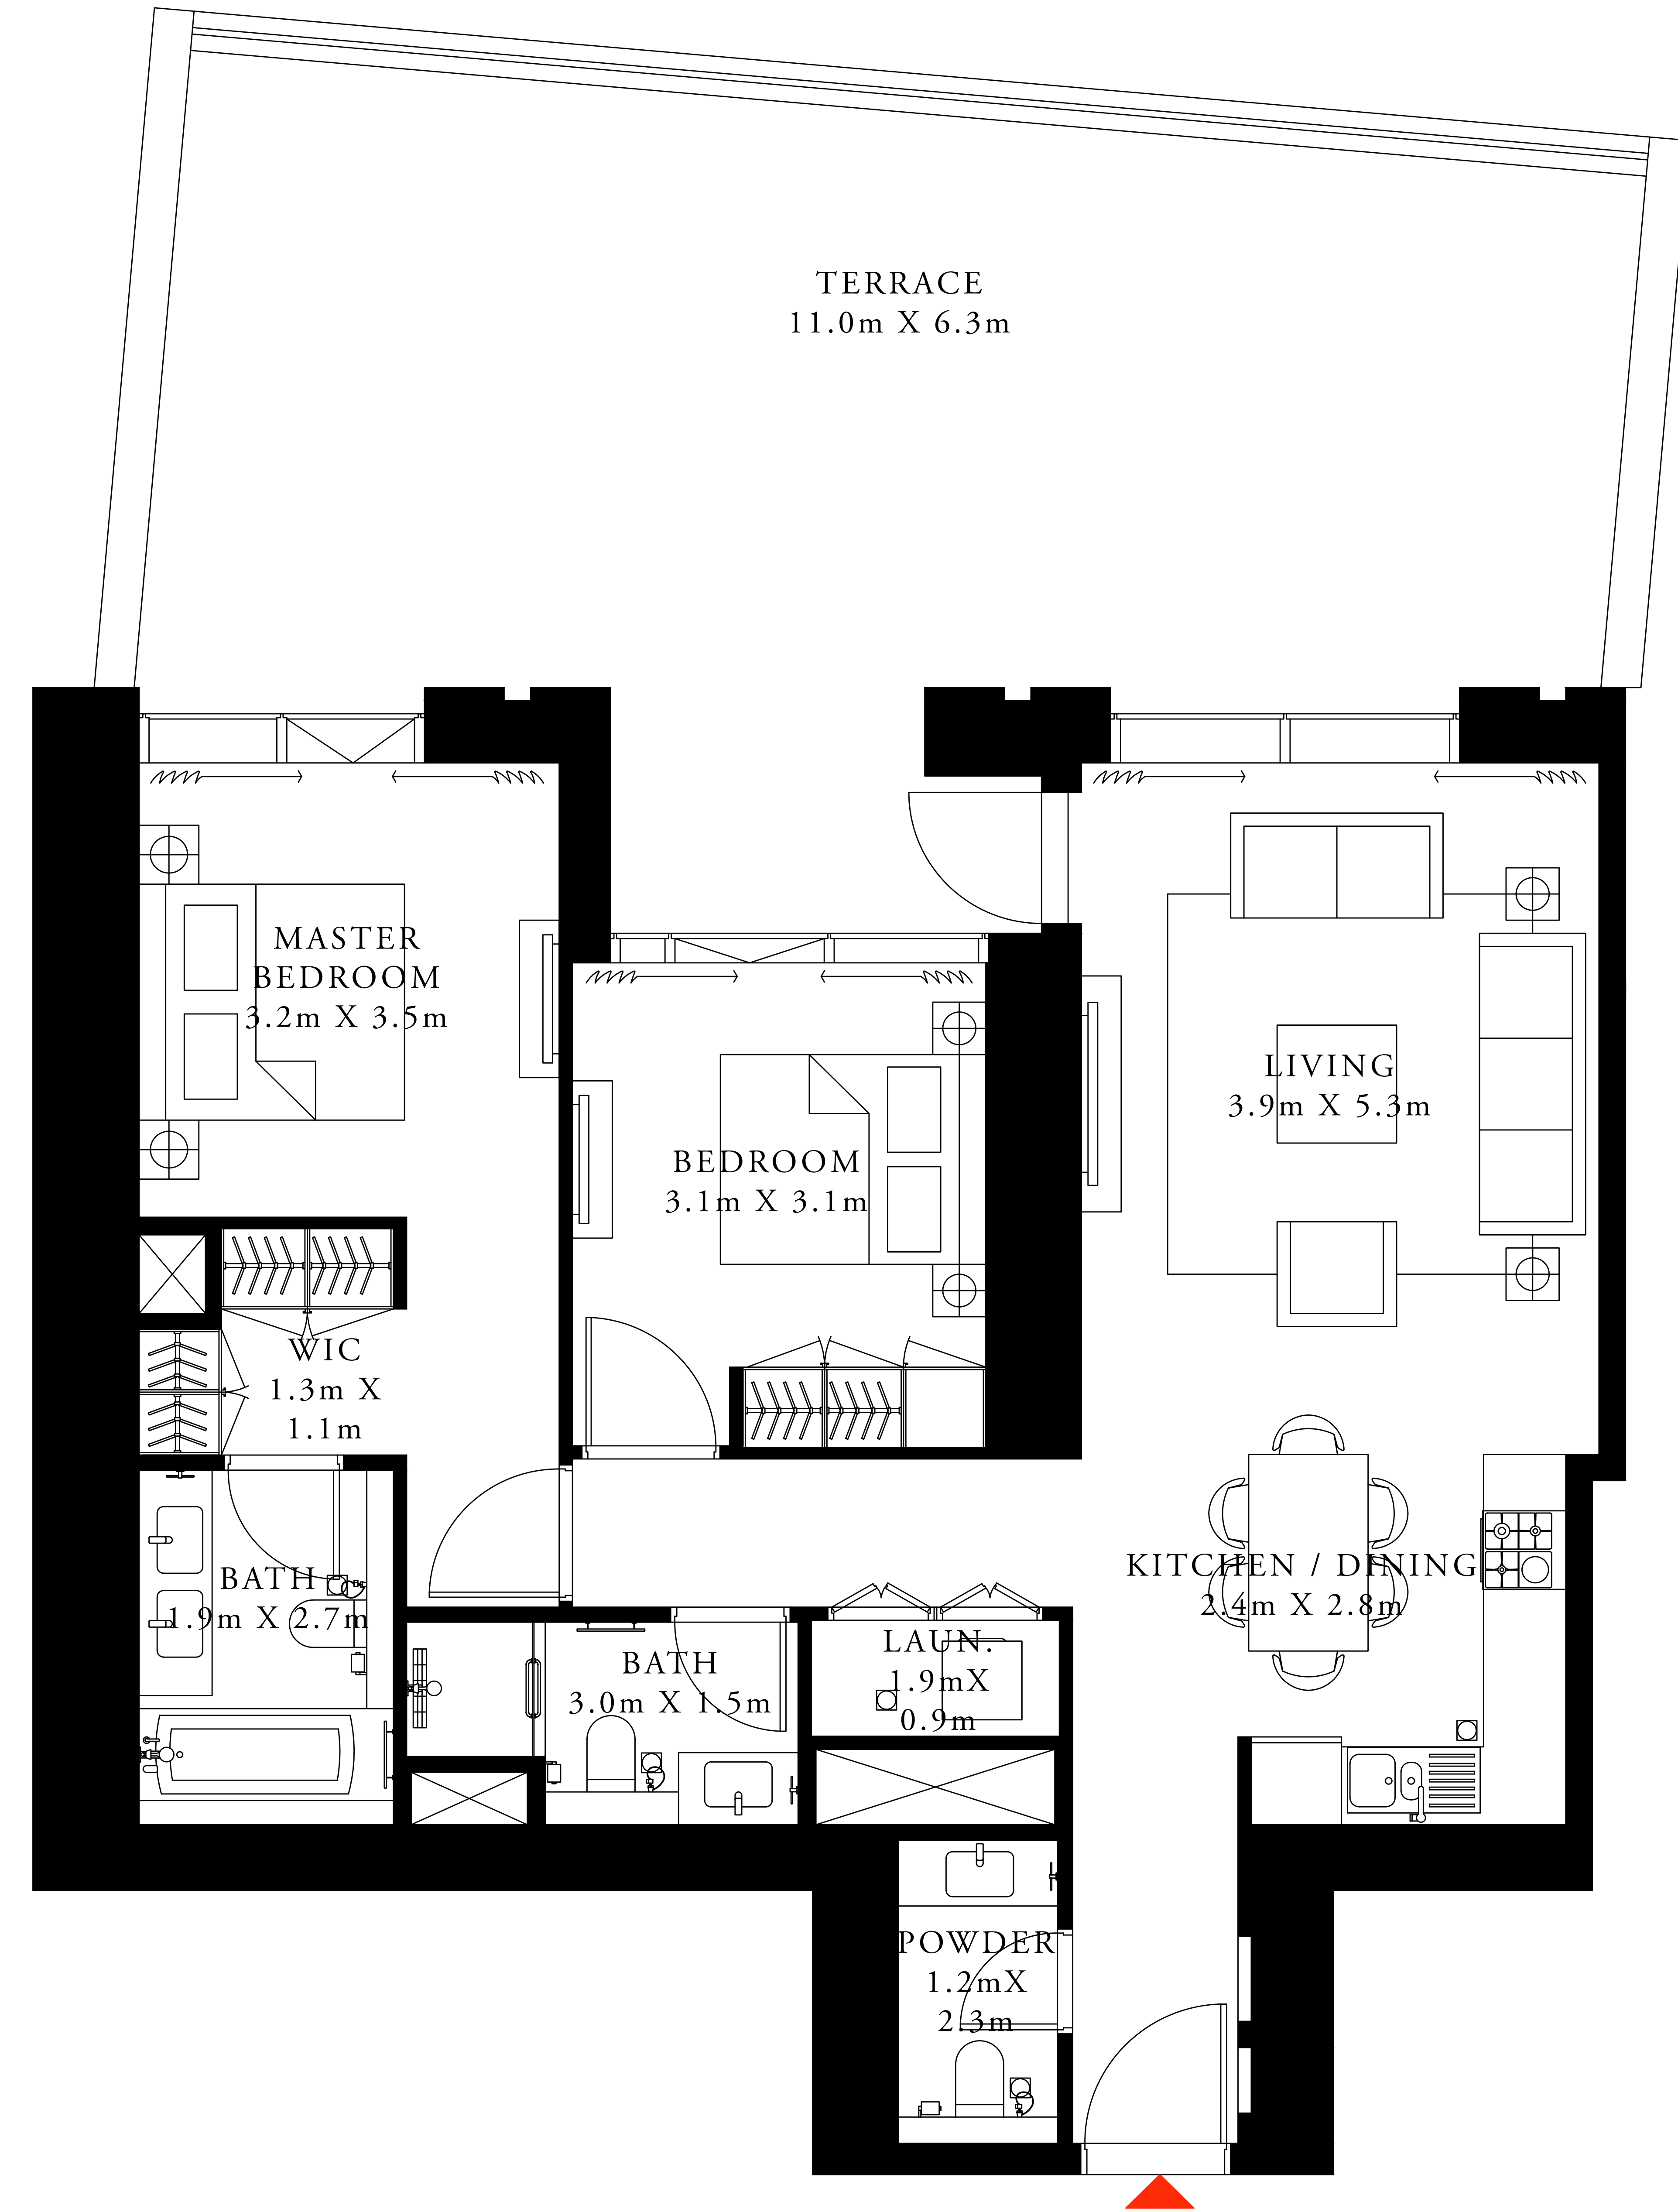 TERRACE
11.0m X 6.3m
MASTER
BEDROOM
3.2m X 3.5m
LIVING
3.9m X 5.3m
BEDROOM
3.1m X 3.1m
WIC
1.3m X
1.1m
KITCHEN / DINING
2.4m X 2.8m
BATH
1.9m X 2.7m
BATH
3.0m X 1.5m
LAUN.
1.9mX
0.9m
POWDER
1.2mX
2.3m